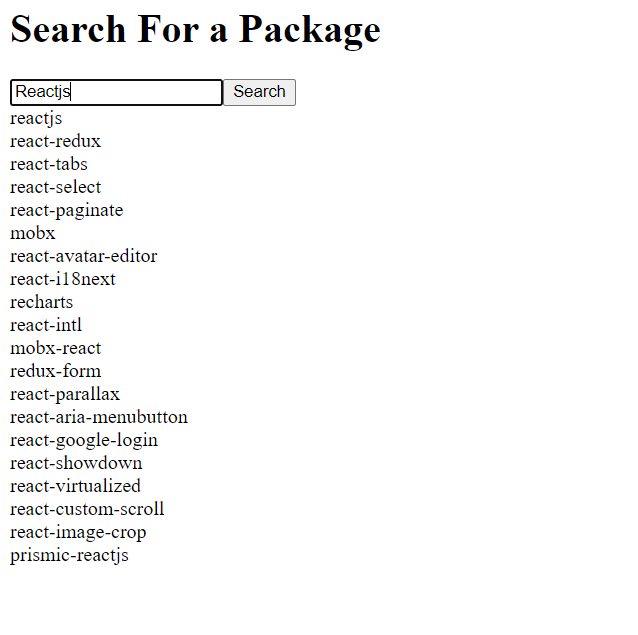 Search For a Package
Reactjs Search
reactjs
react-redux
react-tabs
react-select
react-paginate
mobx
react-avatar-editor
react-i18next
recharts
react-intl
mobx-react
redux-form
react-parallax
react-aria-menubutton
react-google-login
react-showdown
react-virtualized
react-custom-scroll
react-image-crop
prismic-reactjs